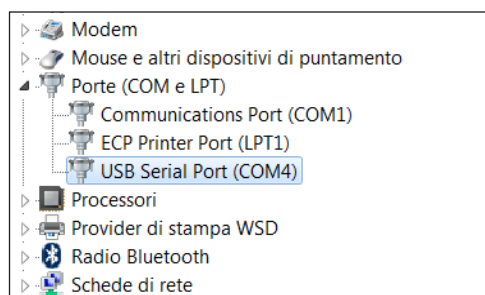 Modem
Mouse e altri dispositivi di puntamento
Porte (COM e LPT)
Communications Port (COM1)
ECP Printer Port (LPT1)
USB Serial Port (COM4)
Processori
Provider di stampa WSD
Radio Bluetooth
Schede di rete